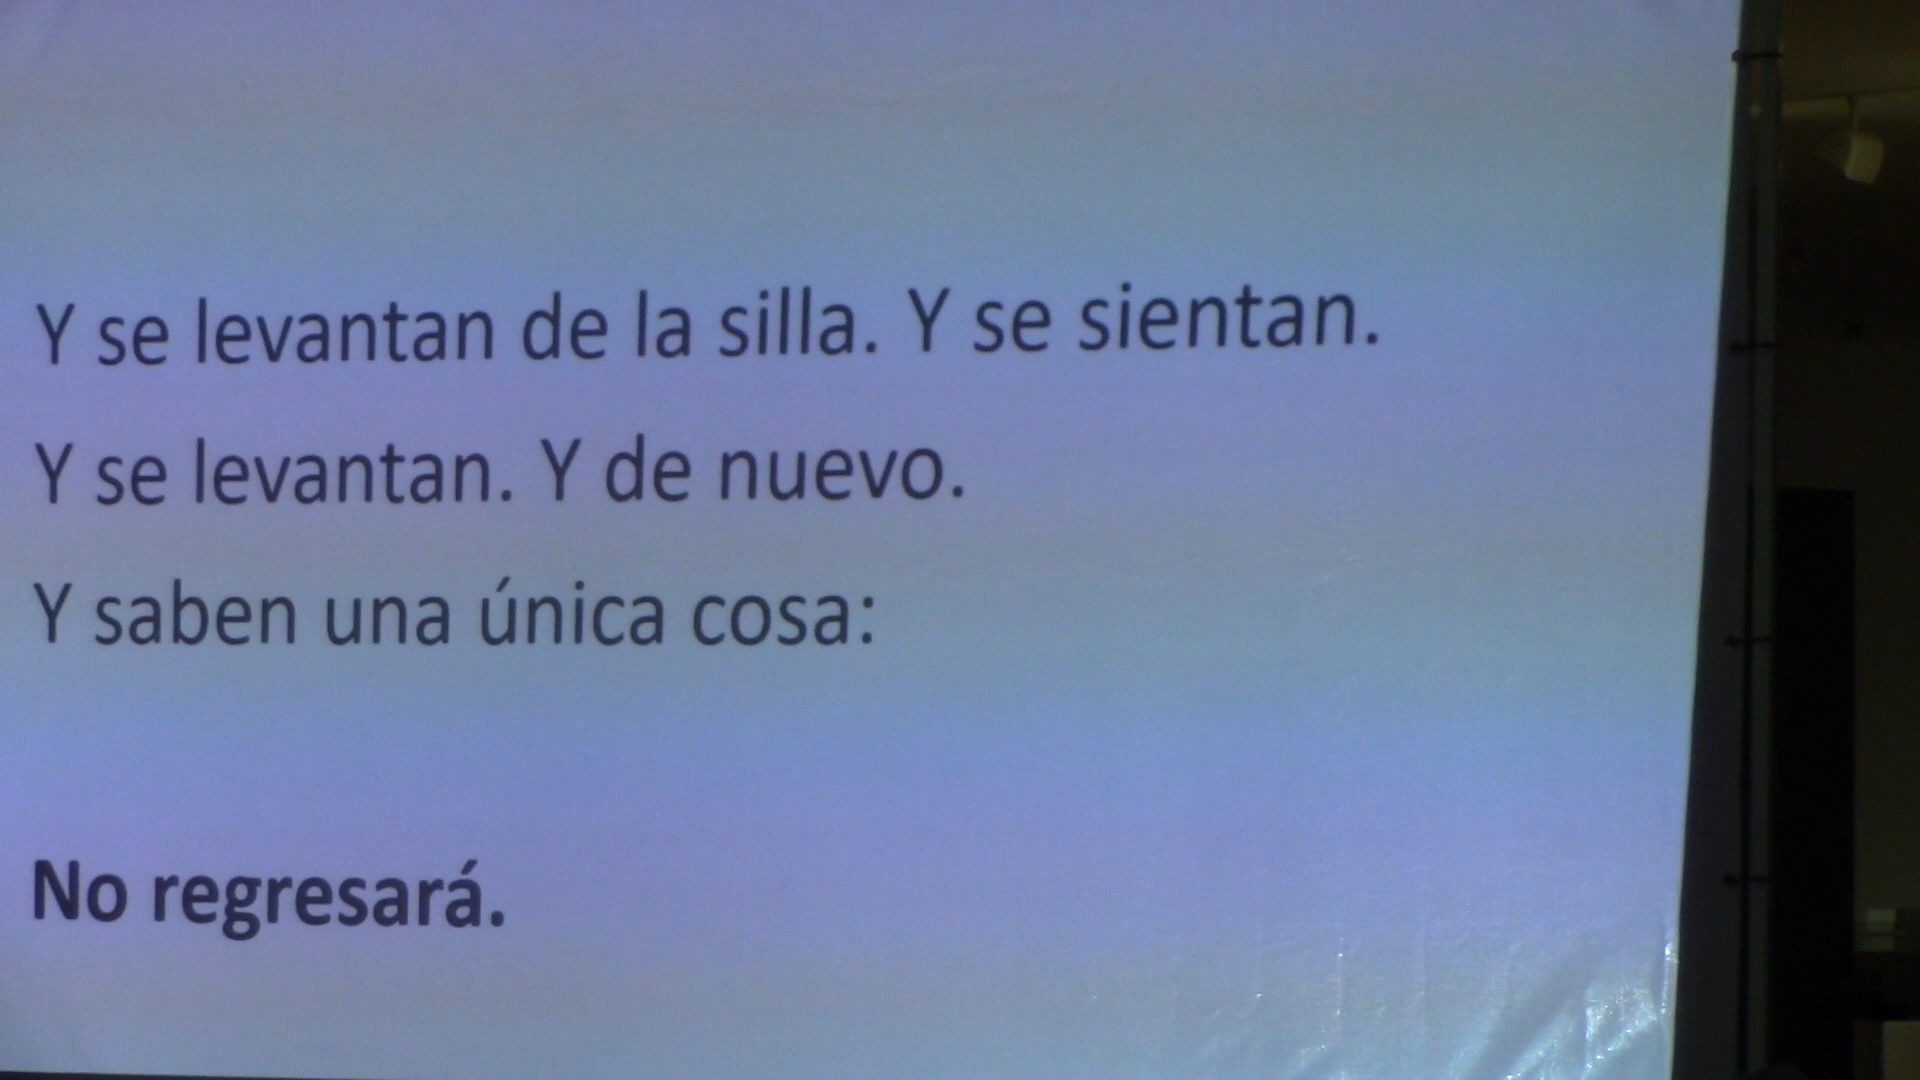 Y se levantan de la silla. Y se sientan.
Y se levantan. Y de nuevo.
Y saben una única cosa:
No regresará.